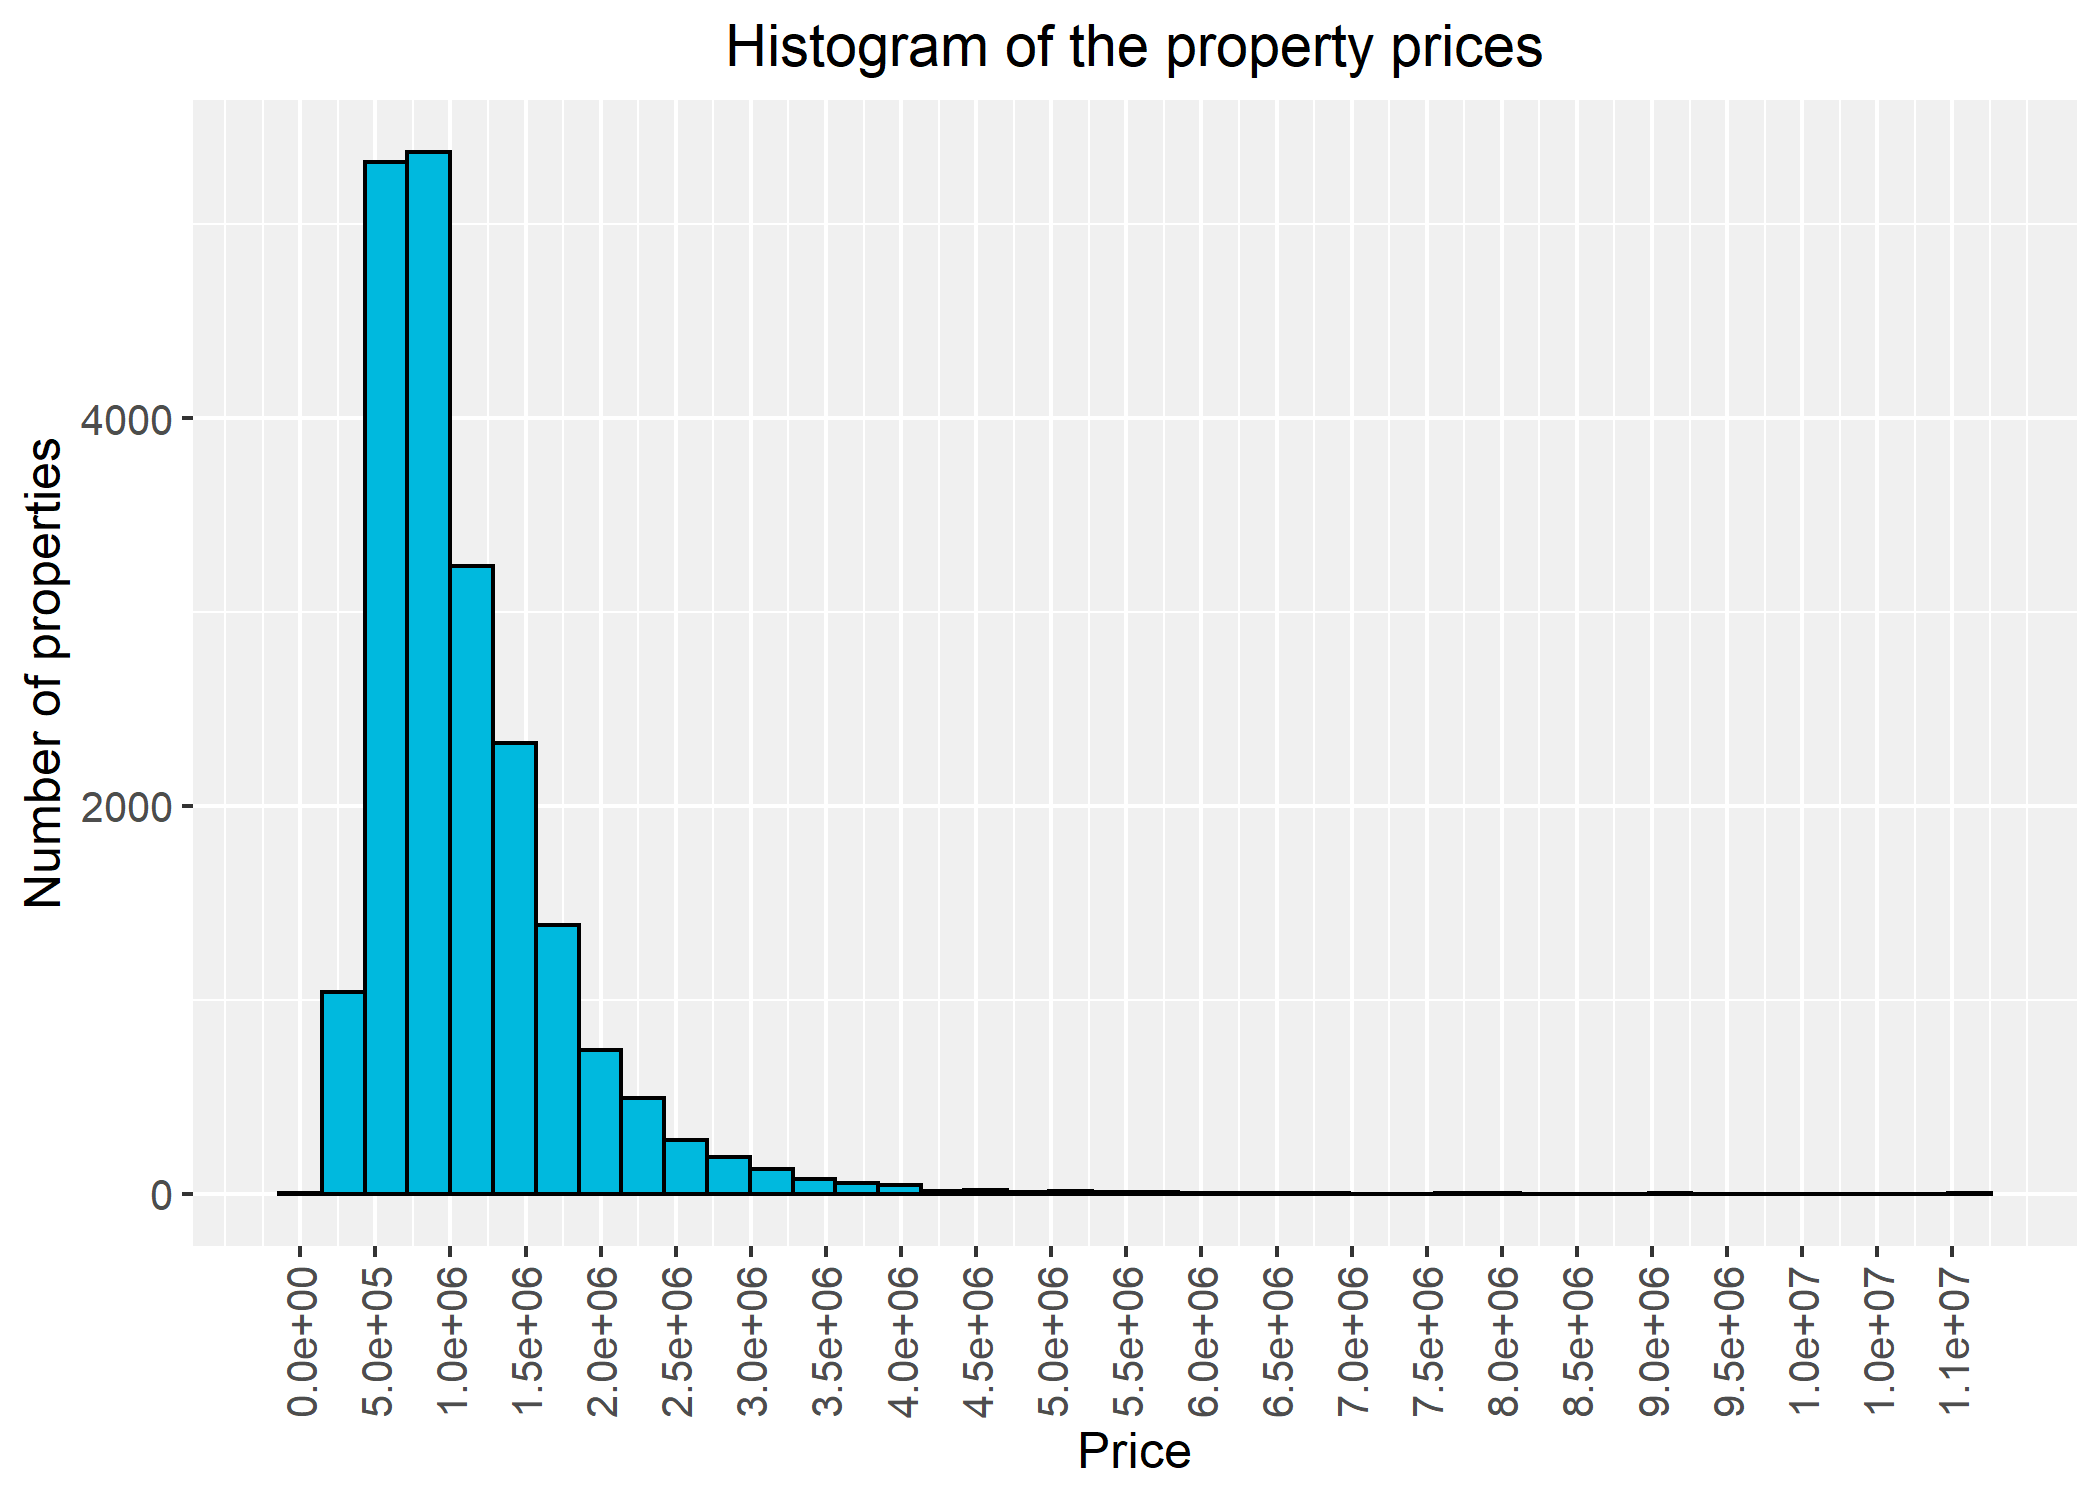 Histogram of the property prices
Number of properties
4000
2000
0
0.0e+00
5.0e+05
1.0e+06
1.5e+06
2.0e+06
2.5e+06
3.0e+06
3.5e+06
4.0e+06
4.5e+06
5.0e+06
5.5e+06
6.0e+06
6.5e+06
7.0e+06
7.5e+06
8.0e+06
8.5e+06
9.0e+06
9.5e+06
1.0e+07
1.0e+07
1.1e+07
Price